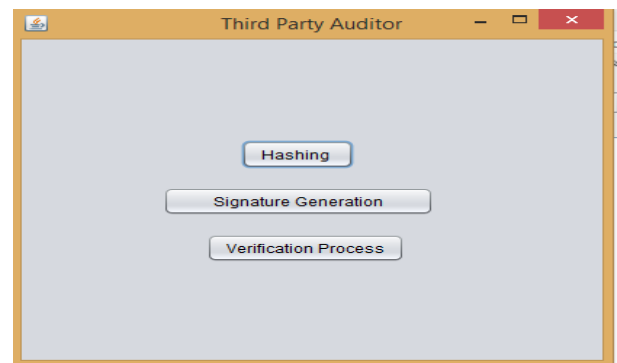 Third Party Auditor
Hashing
Signature Generation
Verification Process